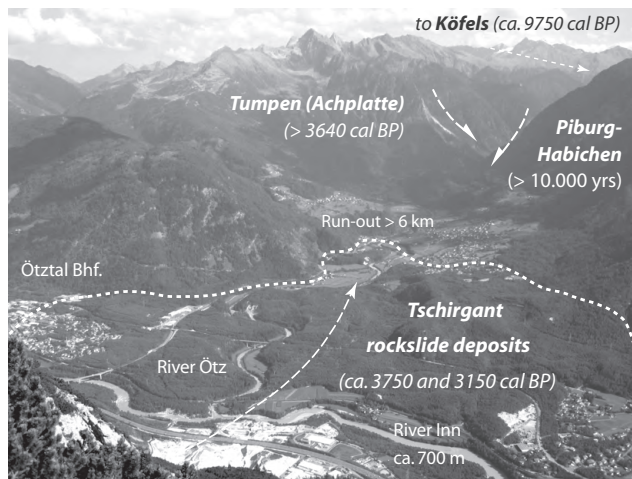 to Köfels (ca. 9750 cal BP)
Tumpen (Achplatte)
(> 3640 cal BP)
Piburg-
Habichen
(> 10.000 yrs)
Run-out > 6 km
Ötztal Bhf.
Tschirgant
rockslide deposits
(ca. 3750 and 3150 cal BP)
River Ötz
River Inn
ca. 700 m